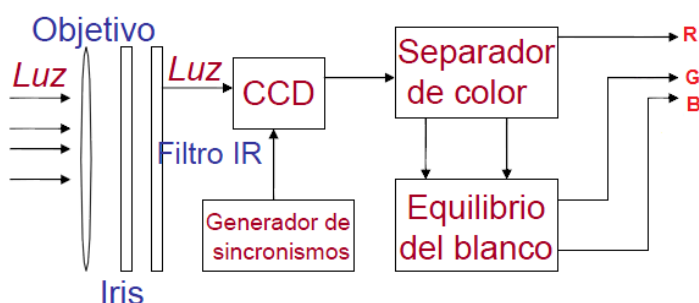 Objetivo
Luz
Luz
CCD
Separador
de color
R
G
B
Filtro IR
Generador de
sincronismos
Equilibrio
del blanco
Iris